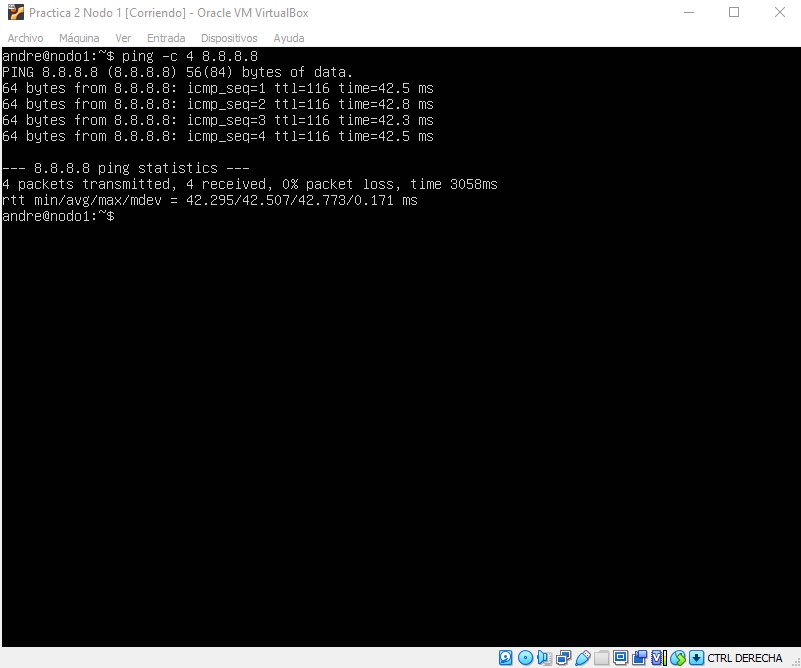 Practica 2 Nodo 1 [Corriendo] - Oracle VM VirtualBox
Archivo Máquina Ver Entrada Dispositivos Ayuda
andre@nodo1:~$ ping -c 4 8.8.8.8
PING 8.8.8.8 (8.8.8.8) 56(84) bytes of data.
64 bytes from 8.8.8.8: icmp_seq=1 ttl=116 time=42.5 ms
64 bytes from 8.8.8.8: icmp_seq=2 ttl=116 time=42.8 ms
64 bytes from 8.8.8.8: icmp_seq=3 ttl=116 time=42.3 ms
64 bytes from 8.8.8.8: icmp_seq=4 ttl=116 time=42.5 ms
--- 8.8.8.8 ping statistics ---
4 packets transmitted, 4 received, 0% packet loss, time 3058ms
rtt min/avg/max/mdev = 42.295/42.507/42.773/0.171 ms
andre@nodo1:~$
CTRL DERECHA